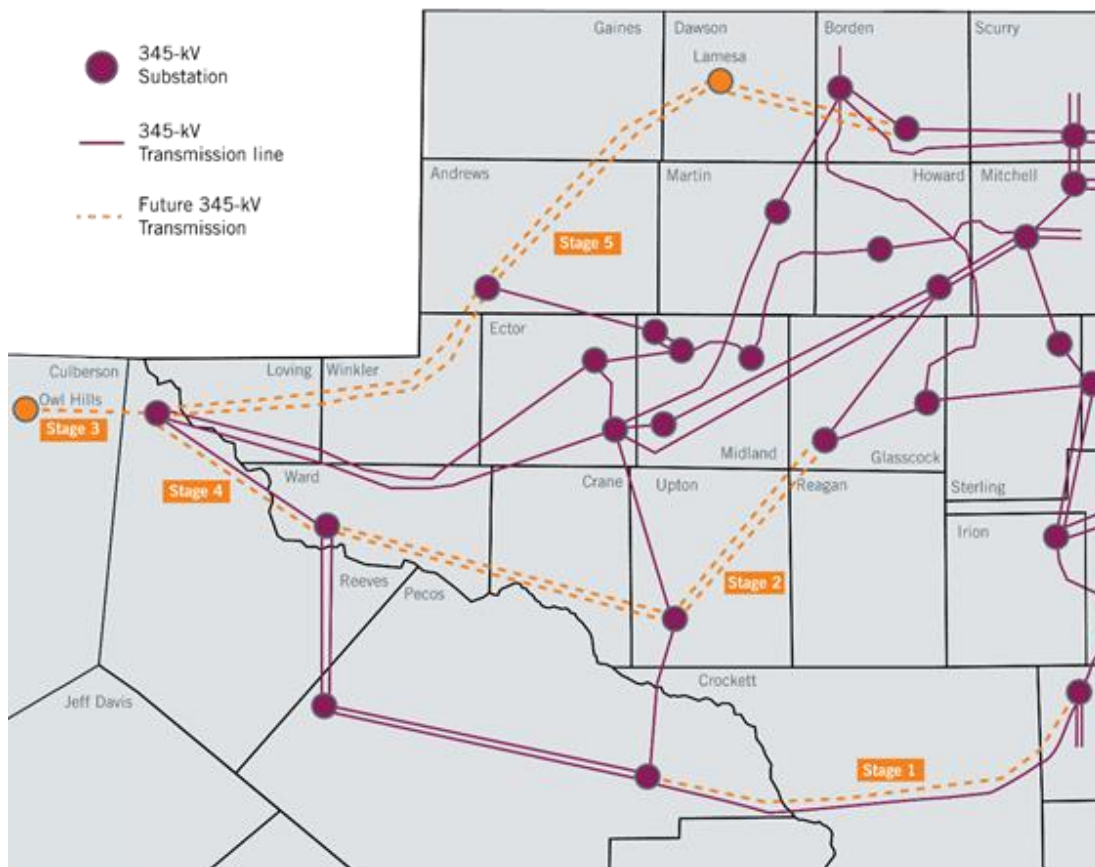 345-kV
Substation
345-kV
Transmission line
Future 345-kV
Transmission
Gaines
Dawson
Borden
Scurry
Lamesa
Andrews
Martin
Howard
Mitchell
Stage 5
Ector
Culberson
Loving
Winkler
Owl Hills
Stage 3
Midland
Glasscock
Ward
Crane
Upton
Reagan
Sterling
Stage 4
Irion
Reeves
Pecos
Stage 2
Crockett
Jeff Davis
Stage 1